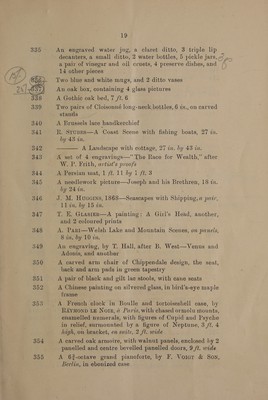 19
335 An engraved water jug, a claret ditto, 3 triple lip
decanters, a small ditto, 2 water bottles, 5 pickle jars,
a pair of vinegar and oil cruets, 4 preserve dishes, and
14 other pieces
336 Two blue and white mugs, and 2 ditto vases
337 An oak box, containing 4 glass pictures
338 A Gothic oak bed, 7 ft. 6
339 Two pairs of Cloisonné long-neck bottles, 6 in., on carved
stands
340 A Brussels lace handkerchief
341 R. STUBBS—A Coast Scene with fishing boats, 27 in.
by 43 in.
342 ——— A Landscape with cottage, 27 in. by 43 in.
343 A set of 4 engravings—" The Race for Wealth," after
W. P. Frith, artist's proofs
344 A Persian mat, 1 ft. 11 by 1 ft. 3
345 A needlework picture—Joseph and his Brethren, 18 in.
by 24 in.
346 J. M. HUGGINS, 1868—Seascapes with Shipping, a pair,
11 in. by 15 in.
347 T. E. GLASIER—A painting: A Girl's Head, another,
and 2 coloured prints
348 A. PARI—Welsh Lake and Mountain Scenes, on panels,
8 in. by 10 in.
349 An engraving, by T. Hall, after B. West—Venus and
Adonis, and another
350 A carved arm chair of Chippendale design, the seat,
back and arm pads in green tapestry
351 A pair of black and gilt bar stools, with cane seats
352 A Chinese painting on silvered glass, in bird's-eye maple
frame
353 A French clock in Boulle and tortoiseshell case, by
RAYMOND LE NOIR, à Paris, with chased ormolu mounts,
enamelled numerals, with figures of Cupid and Psyche
in relief, surmounted by a figure of Neptune, 3 ft. 4
high, on bracket, en suite, 2 ft. wide
354 A carved oak armoire, with walnut panels, enclosed by 2
panelled and centre lavrelled panelled doors, 9 ft. wide
355 A 6¾-octave grand pianoforte, by F. VOIGT & SON,
Berlin, in ebonized case